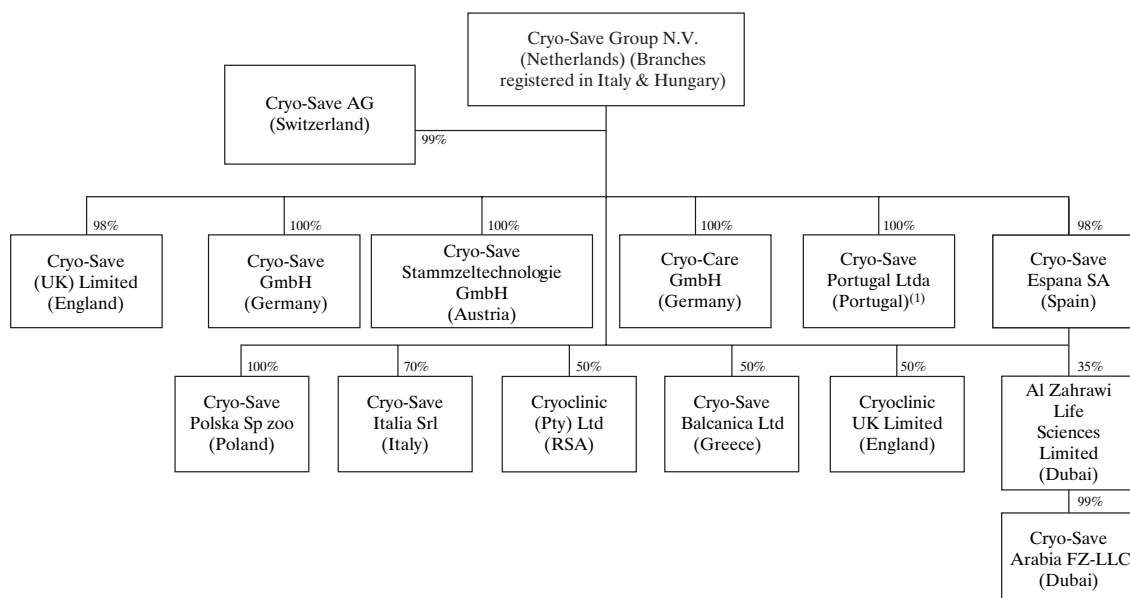 Cryo-Save Group N.V.
(Netherlands) (Branches
registered in Italy & Hungary)
Cryo-Save AG
(Switzerland)
99%
98%
100%
100%
100%
100%
98%
Cryo-Save
(UK) Limited
(England)
Cryo-Save
GmbH
(Germany)
Cryo-Save
Stammzeltechnologie
GmbH
(Austria)
Cryo-Care
GmbH
(Germany)
Cryo-Save
Portugal Ltda
(Portugal)(1)
Cryo-Save
Espana SA
(Spain)
100%
70%
50%
50%
50%
35%
Cryo-Save
Polska Sp zoo
(Poland)
Cryo-Save
Italia Srl
(Italy)
Cryoclinic
(Pty) Ltd
(RSA)
Cryo-Save
Balcanica Ltd
(Greece)
Cryoclinic
UK Limited
(England)
Al Zahrawi
Life
Sciences
Limited
(Dubai)
99%
Cryo-Save
Arabia FZ-LLC
(Dubai)